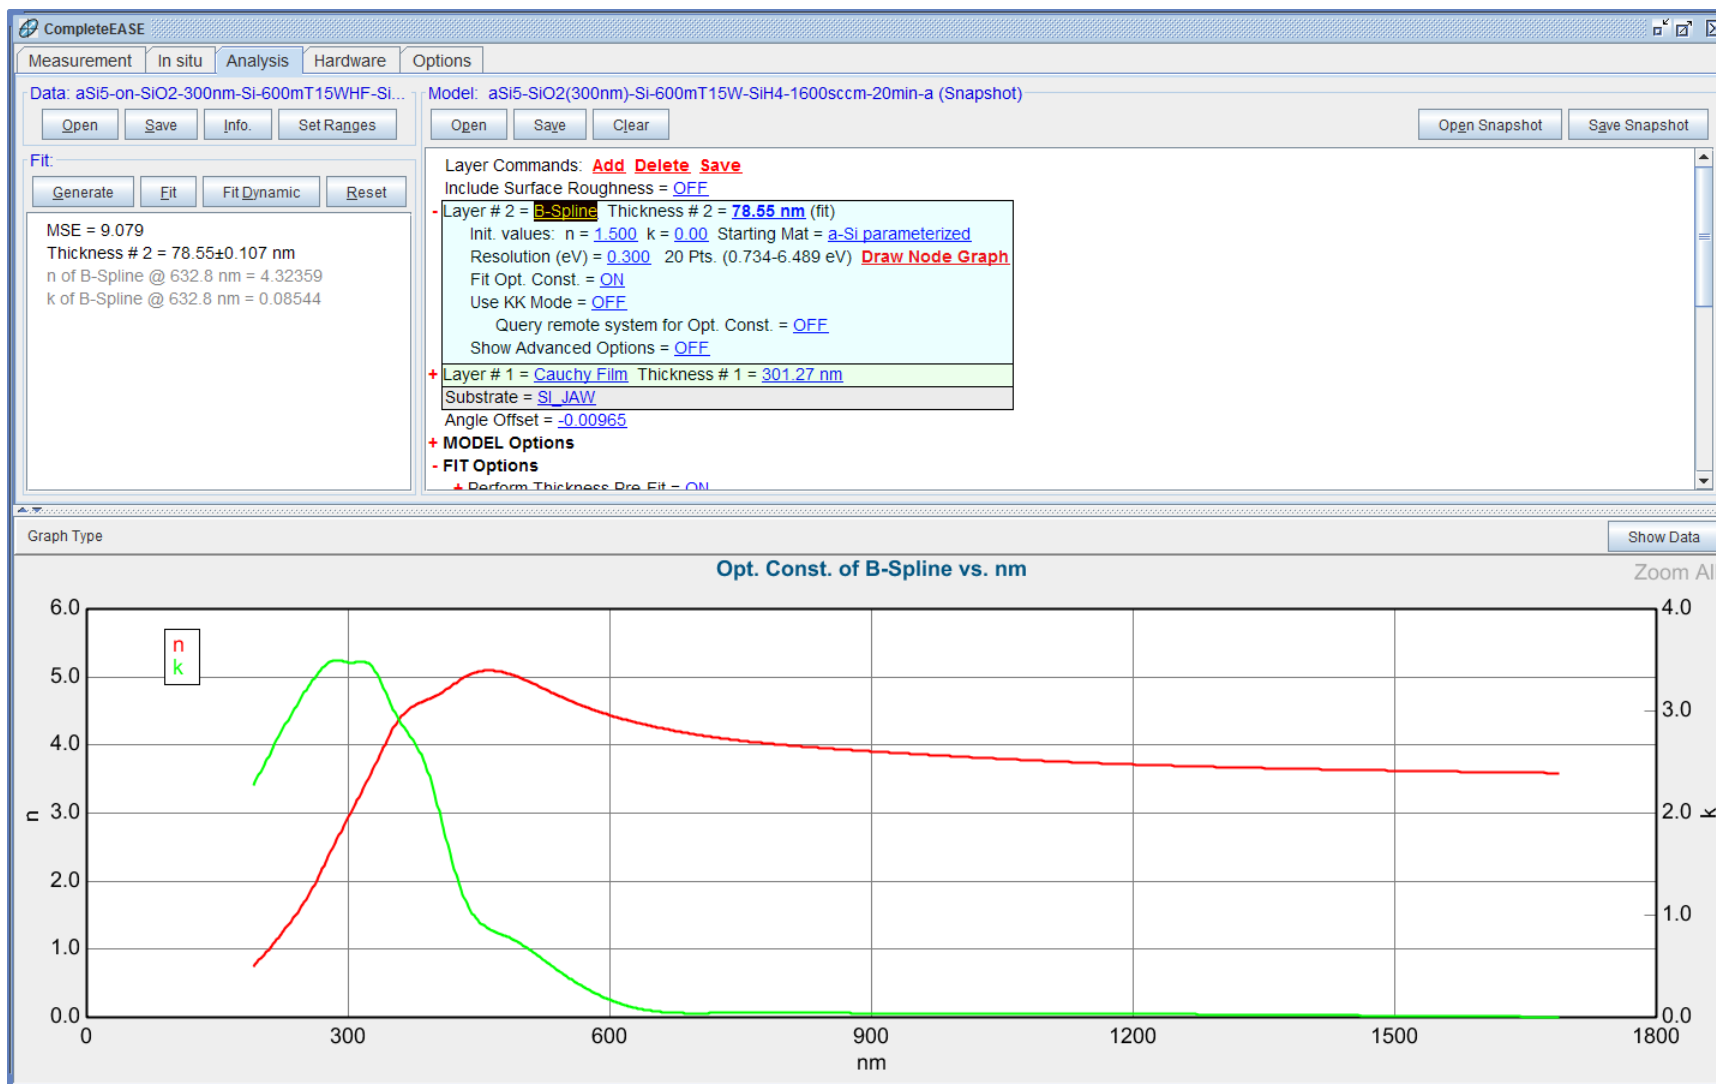 CompleteEASE
Measurement In situ Analysis Hardware Options
Data: aSi5-on-SiO2-300nm-Si-600mT15WHF-Si...
Open Save Info. Set Ranges
Model: aSi5-SiO2(300nm)-Si-600mT15W-SiH4-1600sccm-20min-a (Snapshot)
Open Save Clear Open Snapshot Save Snapshot
Fit:
Generate Fit Fit Dynamic Reset
MSE = 9.079
Thickness # 2 = 78.55±0.107 nm
n of B-Spline @ 632.8 nm = 4.32359
k of B-Spline @ 632.8 nm = 0.08544
Layer Commands: Add Delete Save
Include Surface Roughness = OFF
- Layer # 2 = B-Spline Thickness # 2 = 78.55 nm (fit)
Init. values: n = 1.500 k = 0.00 Starting Mat = a-Si parameterized
Resolution (eV) = 0.300 20 Pts. (0.734-6.489 eV) Draw Node Graph
Fit Opt. Const. = ON
Use KK Mode = OFF
Query remote system for Opt. Const. = OFF
Show Advanced Options = OFF
+ Layer # 1 = Cauchy Film Thickness # 1 = 301.27 nm
Substrate = SI_JAW
Angle Offset = -0.00965
+ MODEL Options
- FIT Options
+ Perform Thickness Pre-Fit = ON
Graph Type Show Data
Opt. Const. of B-Spline vs. nm
Zoom All
n
k
6.0
5.0
4.0
3.0
2.0
1.0
0.0
n
4.0
3.0
2.0
1.0
0.0
k
0 300 600 900 1200 1500 1800
nm